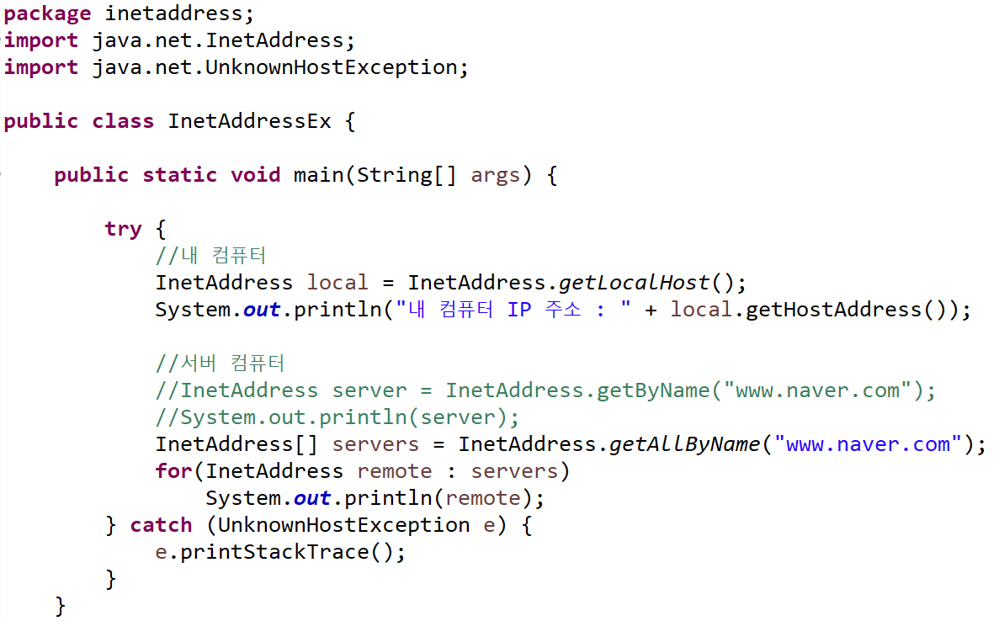 package inetaddress;
import java.net.InetAddress;
import java.net.UnknownHostException;
public class InetAddressEx {
public static void main(String[] args) {
try {
//내 컴퓨터
InetAddress local = InetAddress.getLocalHost();
System.out.println("내 컴퓨터 IP 주소 : " + local.getHostAddress());
//서버 컴퓨터
//InetAddress server = InetAddress.getByName("www.naver.com");
//System.out.println(server);
InetAddress[] servers = InetAddress.getAllByName("www.naver.com");
for(InetAddress remote : servers)
System.out.println(remote);
} catch (UnknownHostException e) {
e.printStackTrace();
}
}